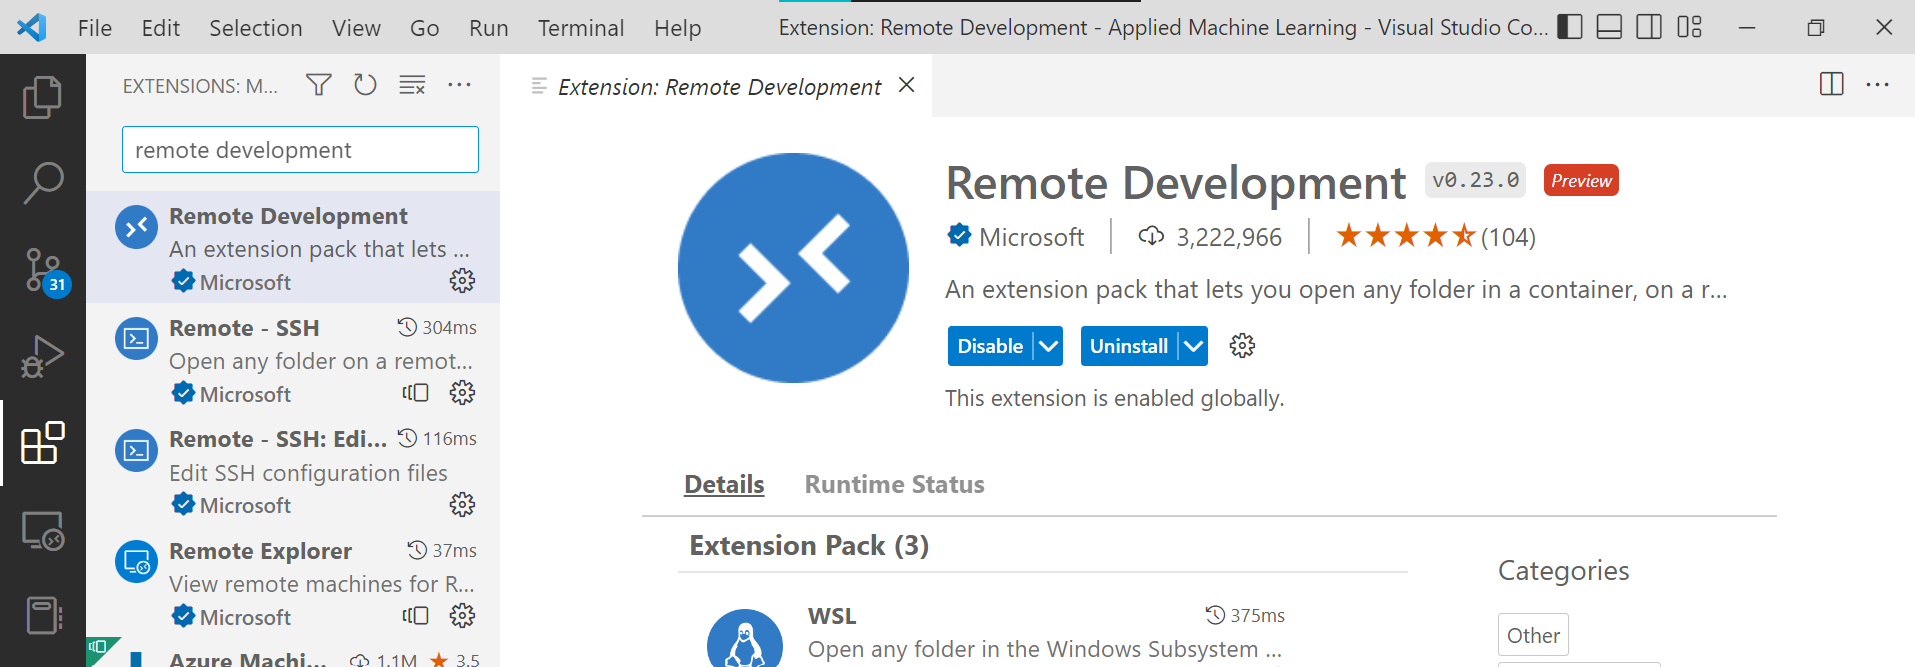 File Edit Selection View Go Run Terminal Help
Extension: Remote Development - Applied Machine Learning - Visual Studio Co...
EXTENSIONS: M...
remote development
31
Remote Development
An extension pack that lets ...
Microsoft
Remote - SSH 304ms
Open any folder on a remot...
Microsoft
Remote - SSH: Edi... 116ms
Edit SSH configuration files
Microsoft
Remote Explorer 37ms
View remote machines for R...
Microsoft
Azure Machi... 1.1M 3.5
Extension: Remote Development
Remote Development v0.23.0 Preview
Microsoft 3,222,966 (104)
An extension pack that lets you open any folder in a container, on a r...
Disable Uninstall
This extension is enabled globally.
Details Runtime Status
Extension Pack (3)
WSL 375ms
Open any folder in the Windows Subsystem ...
Categories
Other